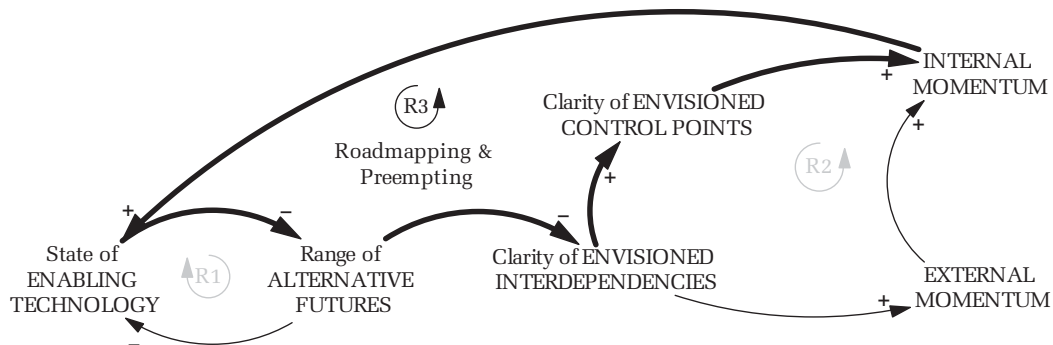 INTERNAL
MOMENTUM
+
R3
Clarity of ENVISIONED
CONTROL POINTS
+
Roadmapping &
Preempting
R2
+
+
–
–
State of
ENABLING
TECHNOLOGY
R1
Range of
ALTERNATIVE
FUTURES
Clarity of ENVISIONED
INTERDEPENDENCIES
EXTERNAL
MOMENTUM
+
–